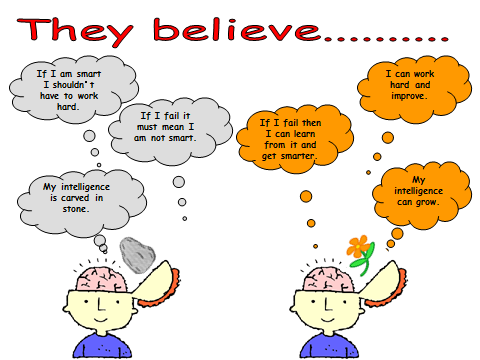 They believe..........
If I am smart
I shouldn't
have to work
hard.
If I fail it
must mean I
am not smart.
My intelligence
is carved in
stone.
I can work
hard and
improve.
If I fail then
I can learn
from it and
get smarter.
My
intelligence
can grow.